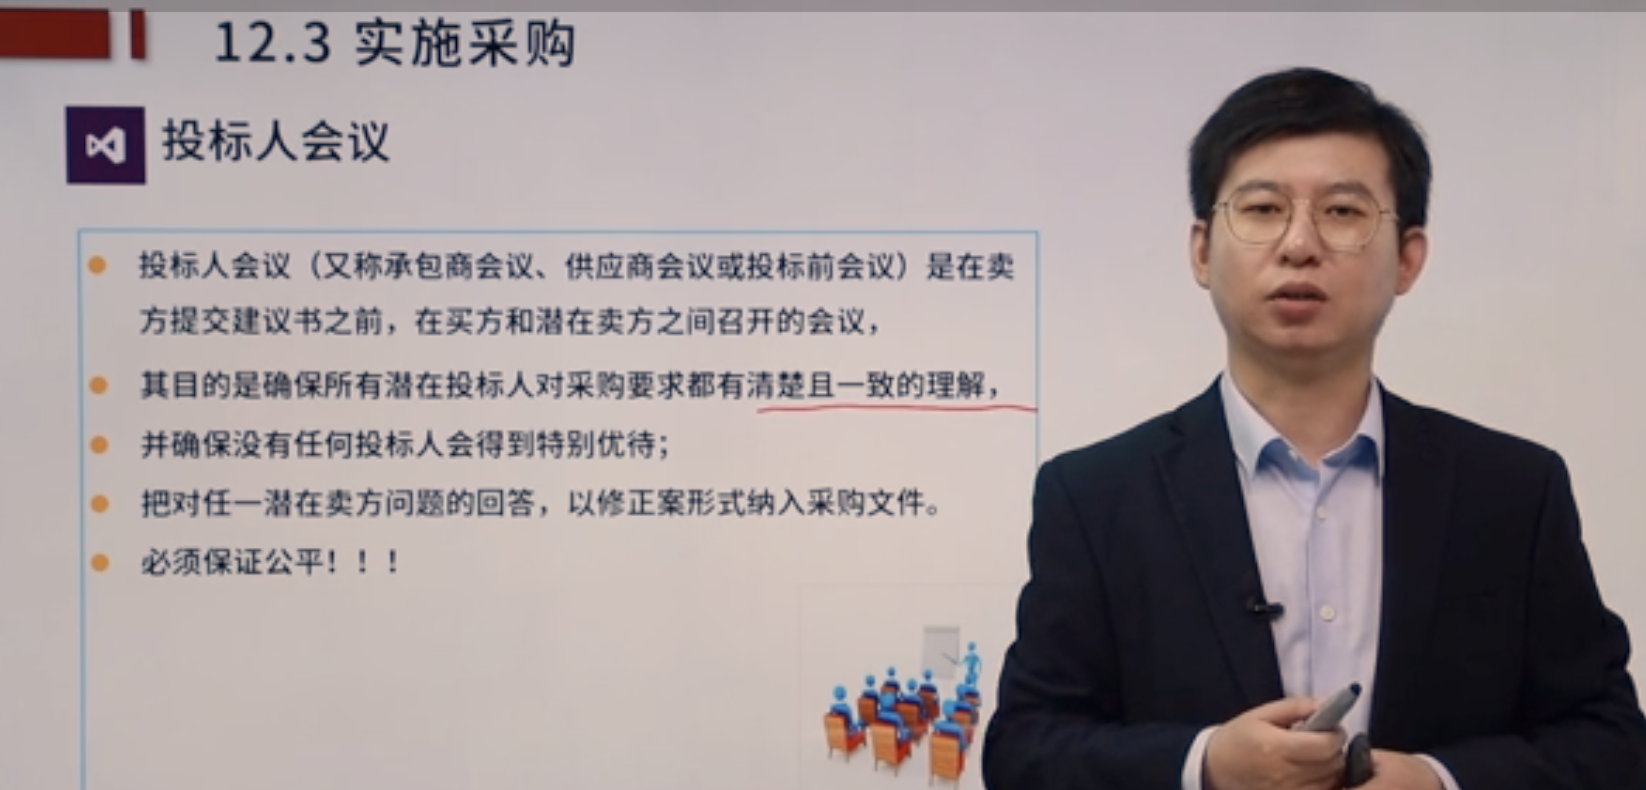 12.3 实施采购
投标人会议
投标人会议（又称承包商会议、供应商会议或投标前会议）是在卖
方提交建议书之前，在买方和潜在卖方之间召开的会议，
其目的是确保所有潜在投标人对采购要求都有清楚且一致的理解，
并确保没有任何投标人会得到特别优待；
把对任一潜在卖方问题的回答，以修正案形式纳入采购文件。
必须保证公平！！！